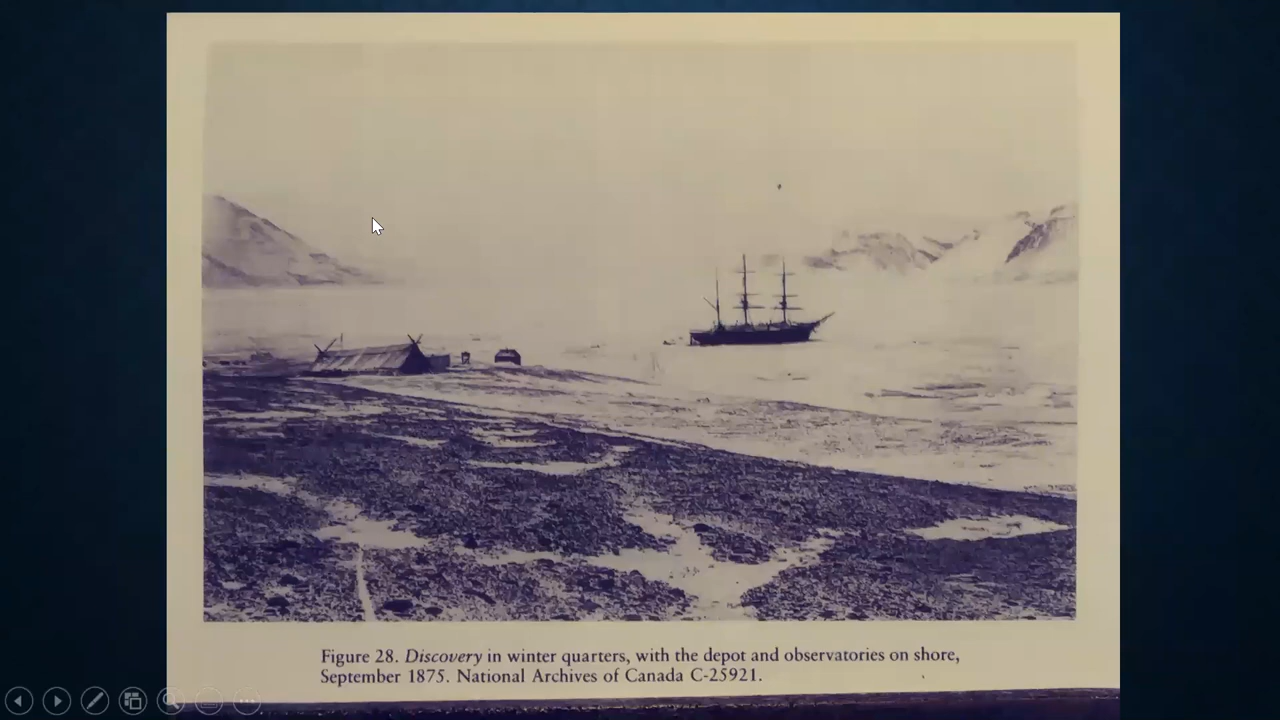 Figure 28. Discovery in winter quarters, with the depot and observatories on shore,
September 1875. National Archives of Canada C-25921.